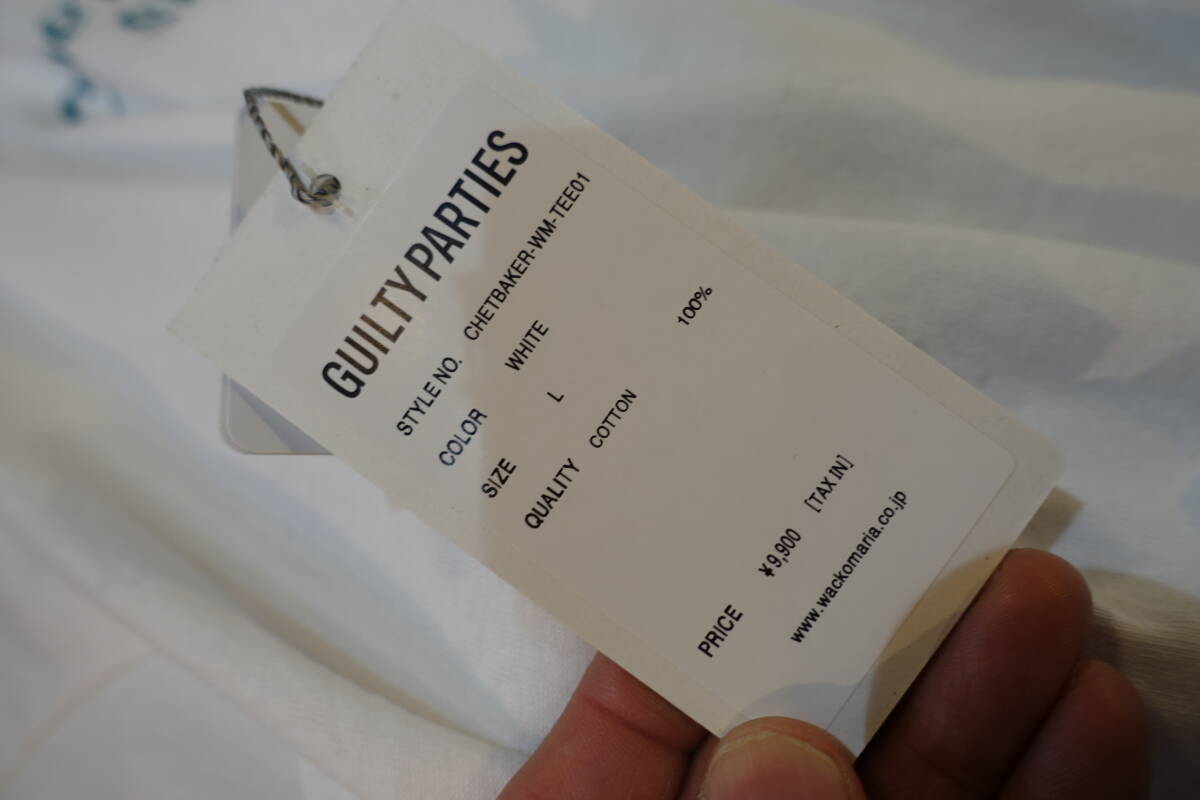 GUILTY PARTIES
STYLE NO. CHETBAKER-WM-TEE01
COLOR WHITE
SIZE L
QUALITY COTTON 100%
PRICE ¥9,900 [TAX IN]
www.wackomaria.co.jp